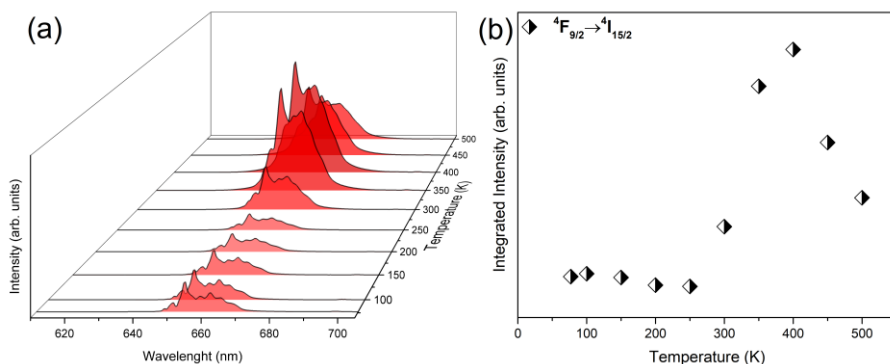 (a)
Intensity (arb. units)
620 640 660 680 700
Wavelenght (nm)
100
150
200
250
300
350
400
450
500
Temperature (K)
(b)
⁴F₉/₂→⁴I₁₅/₂
Integrated Intensity (arb. units)
0 100 200 300 400 500
Temperature (K)